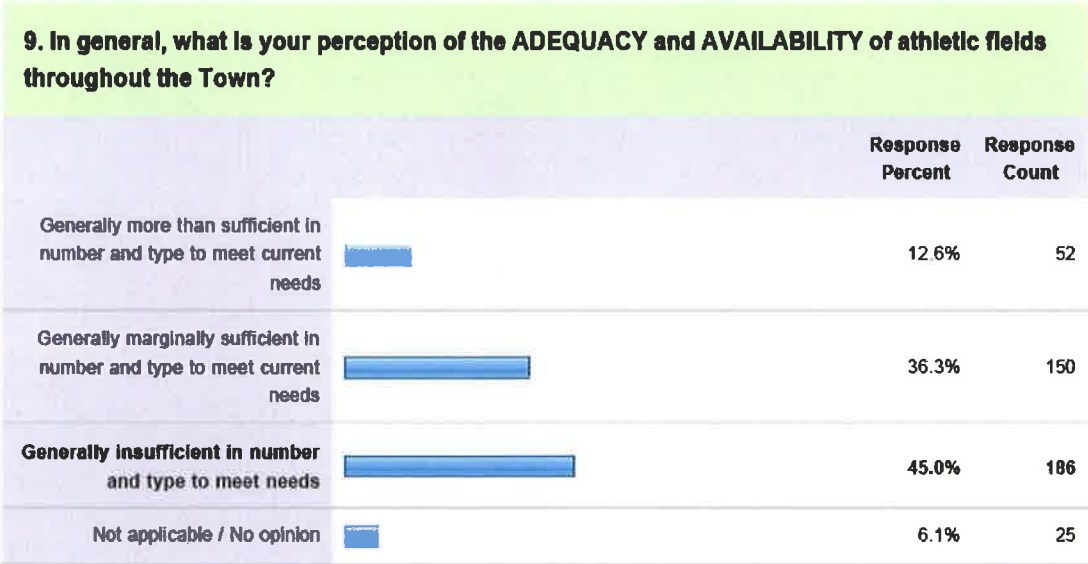 9. In general, what is your perception of the ADEQUACY and AVAILABILITY of athletic fields
throughout the Town?
Response Response
Percent Count
Generally more than sufficient in
number and type to meet current
needs
12.6% 52
Generally marginally sufficient in
number and type to meet current
needs
36.3% 150
Generally insufficient in number
and type to meet needs
45.0% 186
Not applicable / No opinion
6.1% 25